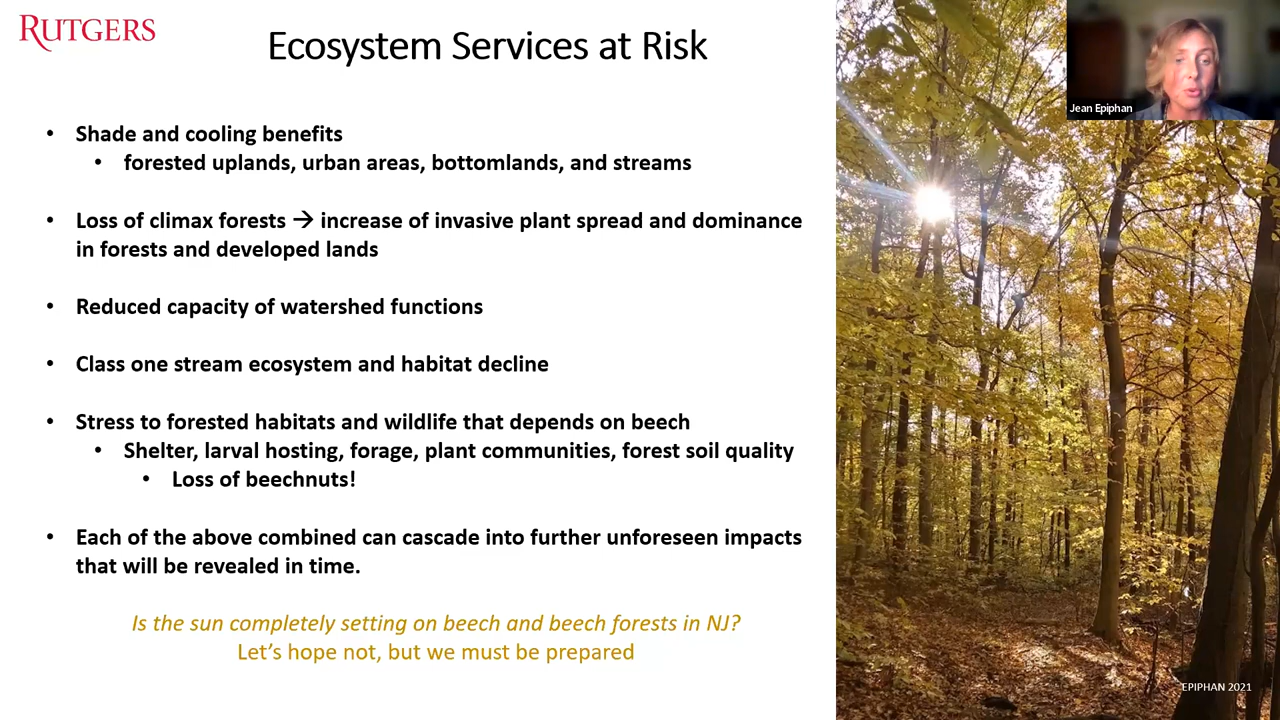 RUTGERS
Ecosystem Services at Risk
Jean Epiphan
• Shade and cooling benefits
• forested uplands, urban areas, bottomlands, and streams
• Loss of climax forests → increase of invasive plant spread and dominance
in forests and developed lands
• Reduced capacity of watershed functions
• Class one stream ecosystem and habitat decline
• Stress to forested habitats and wildlife that depends on beech
• Shelter, larval hosting, forage, plant communities, forest soil quality
• Loss of beechnuts!
• Each of the above combined can cascade into further unforeseen impacts
that will be revealed in time.
Is the sun completely setting on beech and beech forests in NJ?
Let's hope not, but we must be prepared
EPIPHAN 2021